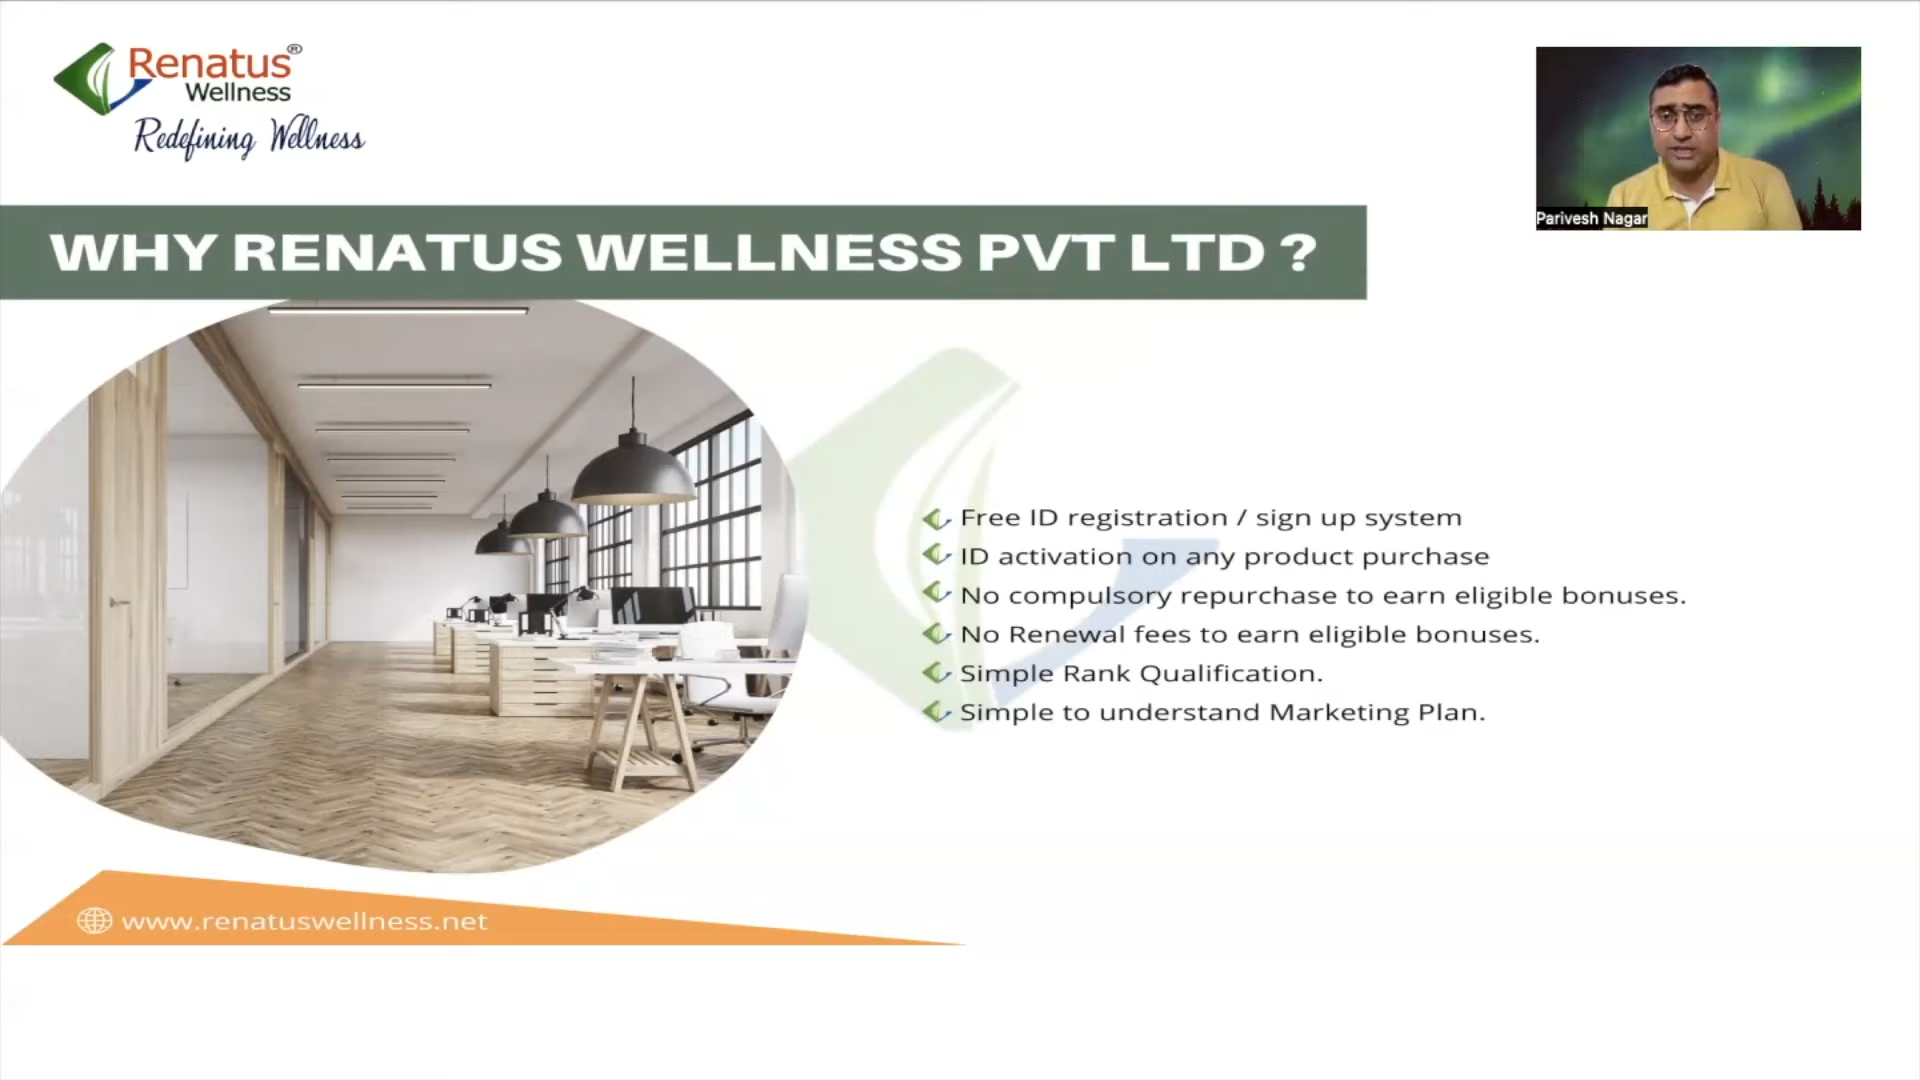 Renatus®
Wellness
Redefining Wellness
Parivesh Nagar
WHY RENATUS WELLNESS PVT LTD ?
Free ID registration / sign up system
ID activation on any product purchase
No compulsory repurchase to earn eligible bonuses.
No Renewal fees to earn eligible bonuses.
Simple Rank Qualification.
Simple to understand Marketing Plan.
www.renatuswellness.net